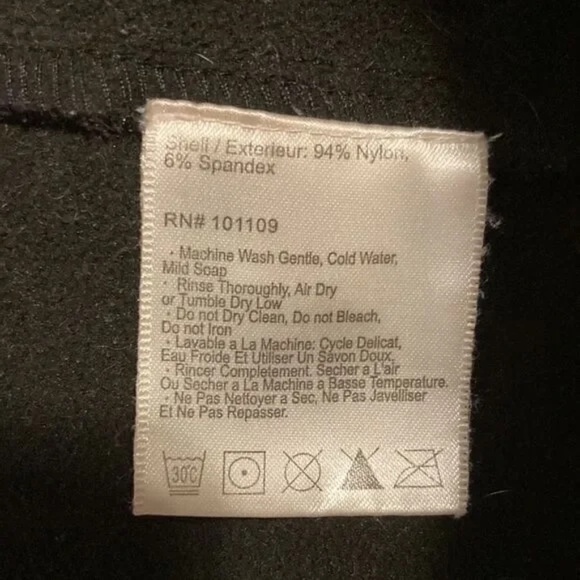 Shell / Exterieur: 94% Nylon,
6% Spandex
RN# 101109
· Machine Wash Gentle, Cold Water,
Mild Soap
· Rinse Thoroughly, Air Dry
or Tumble Dry Low
· Do not Dry Clean, Do not Bleach,
Do not Iron
· Lavable a La Machine: Cycle Delicat,
Eau Froide Et Utiliser Un Savon Doux.
· Rincer Completement. Secher a L'air
Ou Secher a La Machine a Basse Temperature.
· Ne Pas Nettoyer a Sec, Ne Pas Javelliser
Et Ne Pas Repasser.
30°C